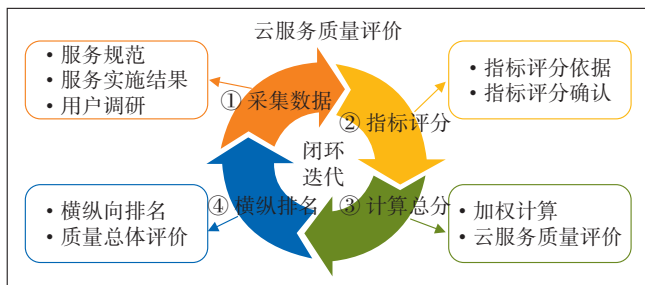 云服务质量评价
• 服务规范
• 服务实施结果
• 用户调研
① 采集数据
• 指标评分依据
• 指标评分确认
② 指标评分
闭环
迭代
• 横纵向排名
• 质量总体评价
④ 横纵排名
③ 计算总分
• 加权计算
• 云服务质量评价